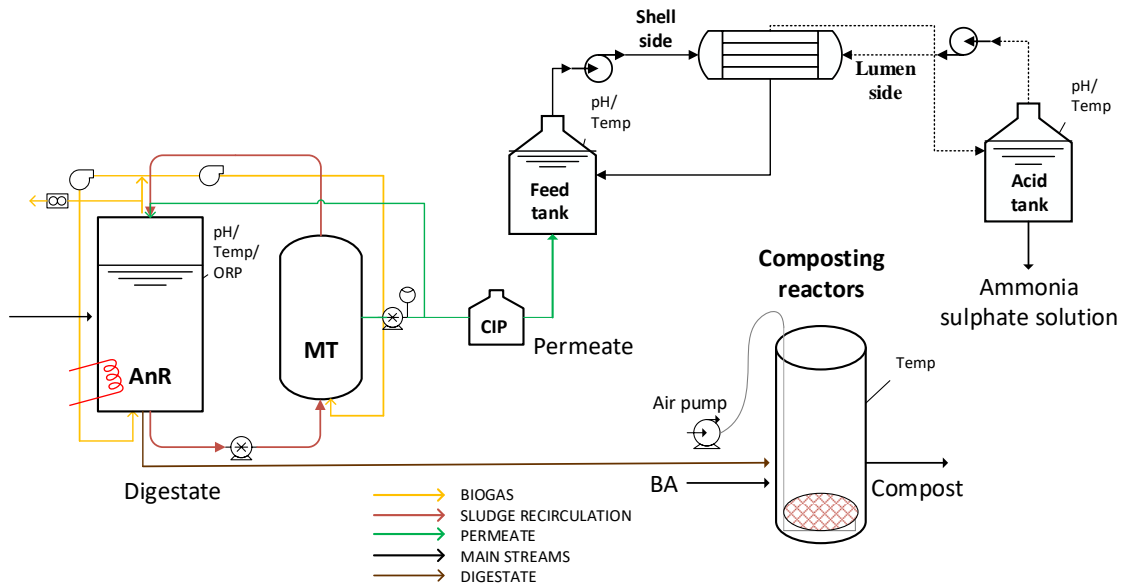 Shell
side
Lumen
side
pH/
Temp
pH/
Temp
Feed
tank
Acid
tank
pH/
Temp/
ORP
AnR
MT
CIP
Permeate
Ammonia
sulphate solution
Composting
reactors
Temp
Air pump
BA
Compost
Digestate
BIOGAS
SLUDGE RECIRCULATION
PERMEATE
MAIN STREAMS
DIGESTATE